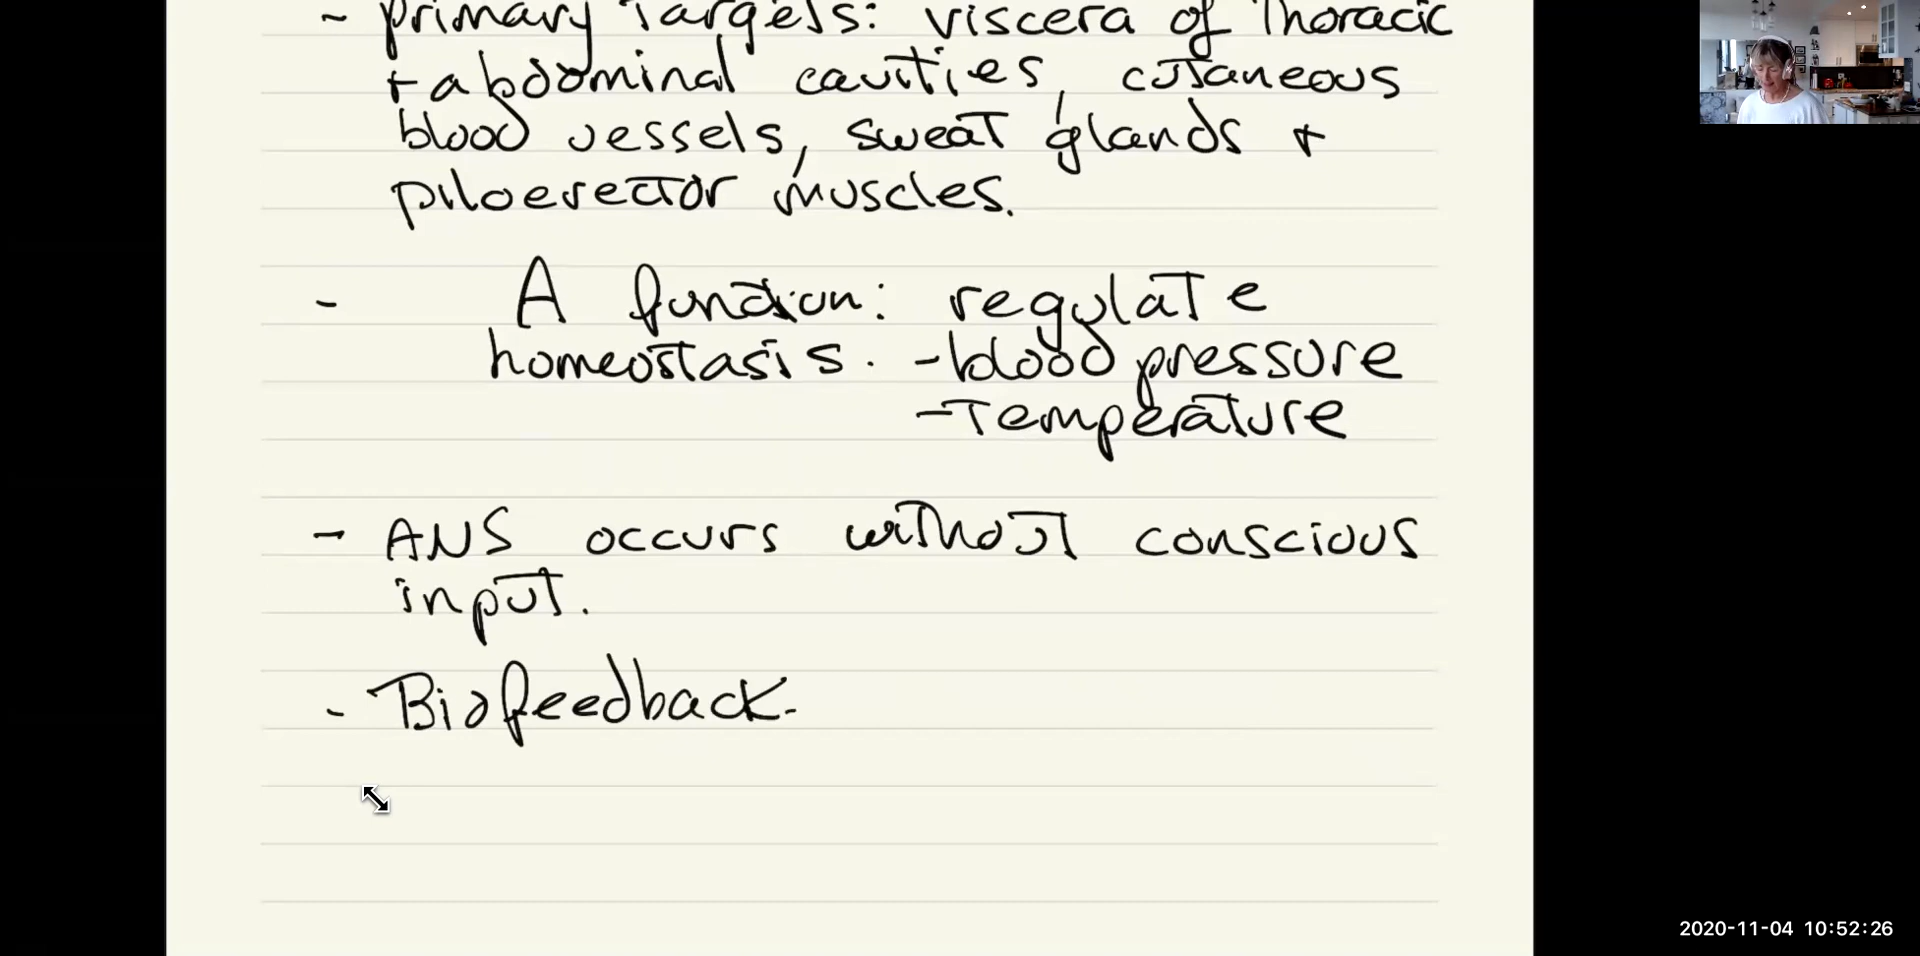 - primary Targets: viscera of Thoracic
+ abdominal cavities, cutaneous
blood vessels, sweat glands +
piloerector muscles.
- A function: regulate
homeostasis. - blood pressure
- Temperature
- ANS occurs without conscious
input.
- Biofeedback.
2020-11-04 10:52:26